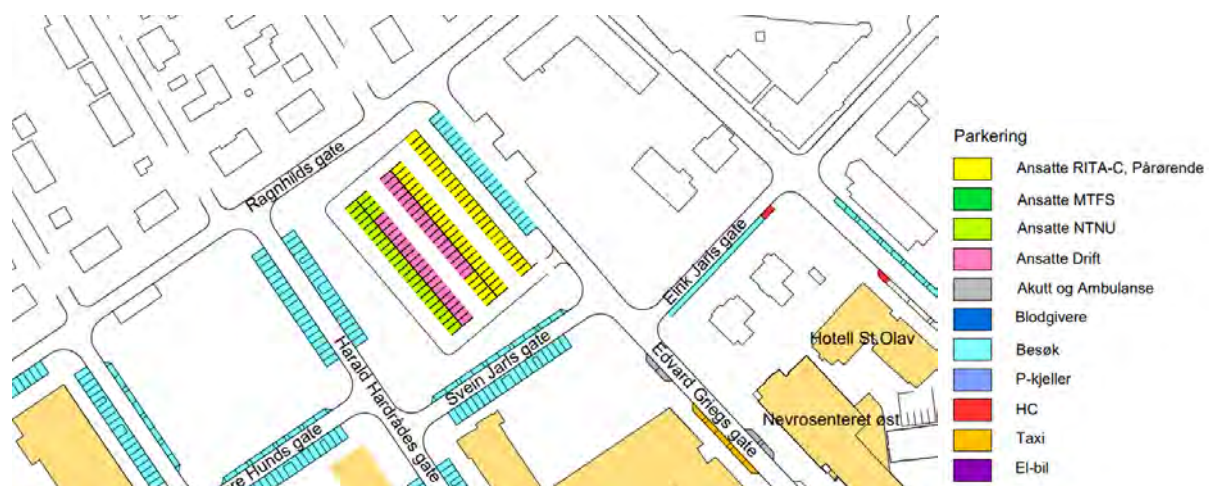 Ragnhilds gate
Eirik Jarls gate
Harald Hardrådes gate
Svein Jarls gate
re Hunds gate
Edvard Griegs gate
Hotell St.Olav
Nevrosenteret øst
Parkering
Ansatte RITA-C, Pårørende
Ansatte MTFS
Ansatte NTNU
Ansatte Drift
Akutt og Ambulanse
Blodgivere
Besøk
P-kjeller
HC
Taxi
El-bil